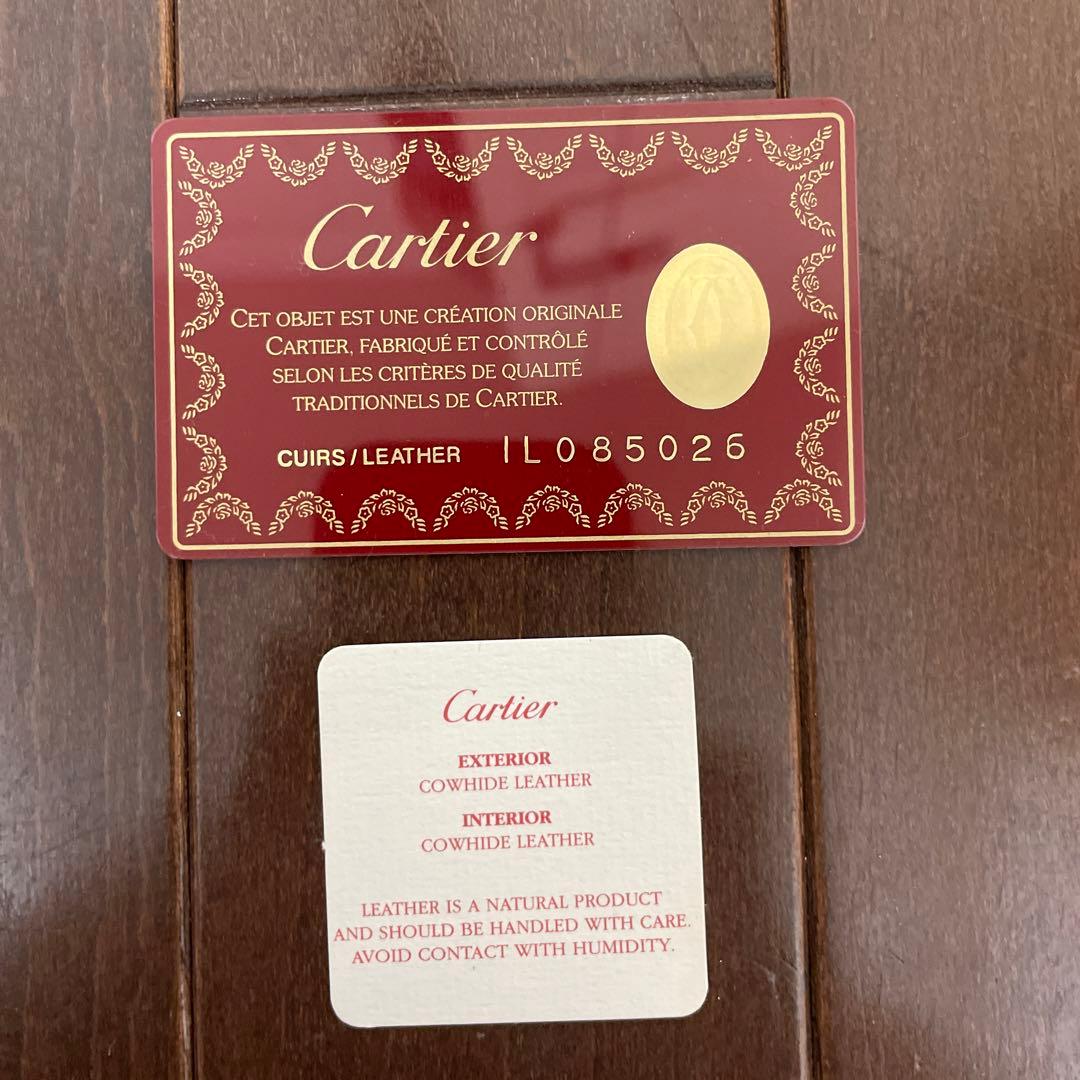 Cartier
CET OBJET EST UNE CRÉATION ORIGINALE
CARTIER, FABRIQUÉ ET CONTRÔLÉ
SELON LES CRITÈRES DE QUALITÉ
TRADITIONNELS DE CARTIER.
CUIRS / LEATHER IL085026
Cartier
EXTERIOR
COWHIDE LEATHER
INTERIOR
COWHIDE LEATHER
LEATHER IS A NATURAL PRODUCT
AND SHOULD BE HANDLED WITH CARE.
AVOID CONTACT WITH HUMIDITY.